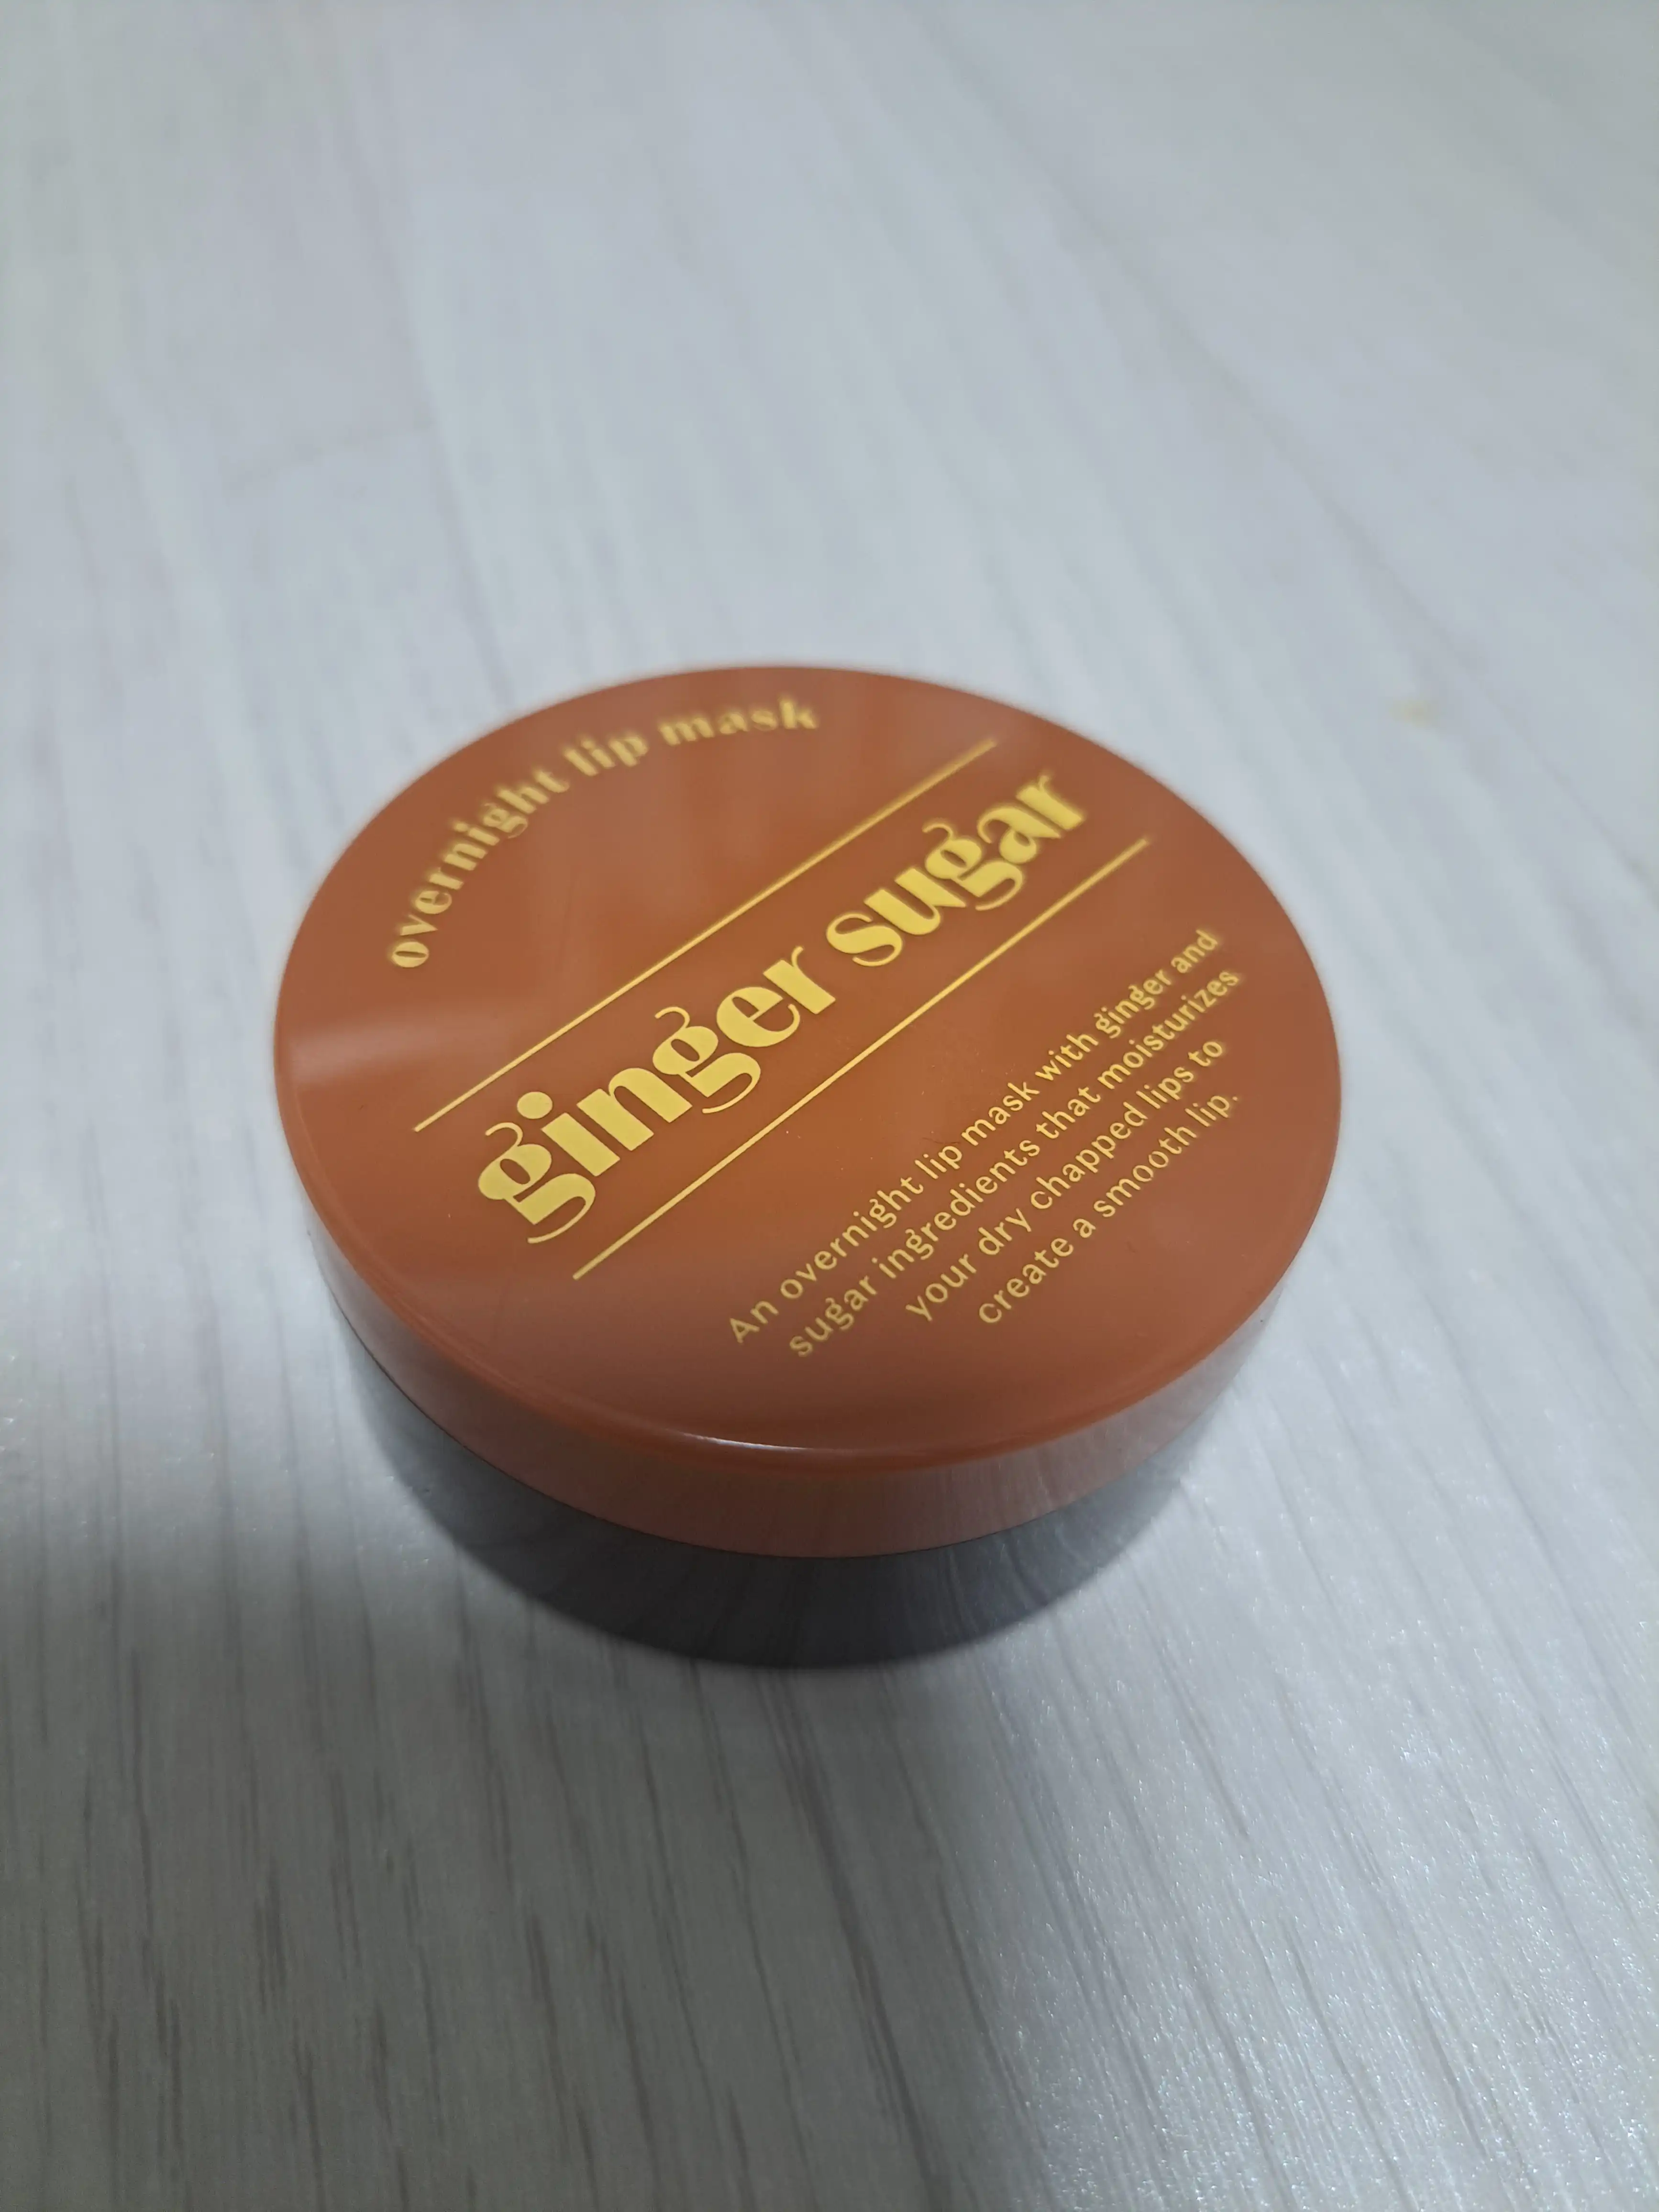 overnight lip mask
ginger sugar
An overnight lip mask with ginger and
sugar ingredients that moisturizes
your dry chapped lips to
create a smooth lip.